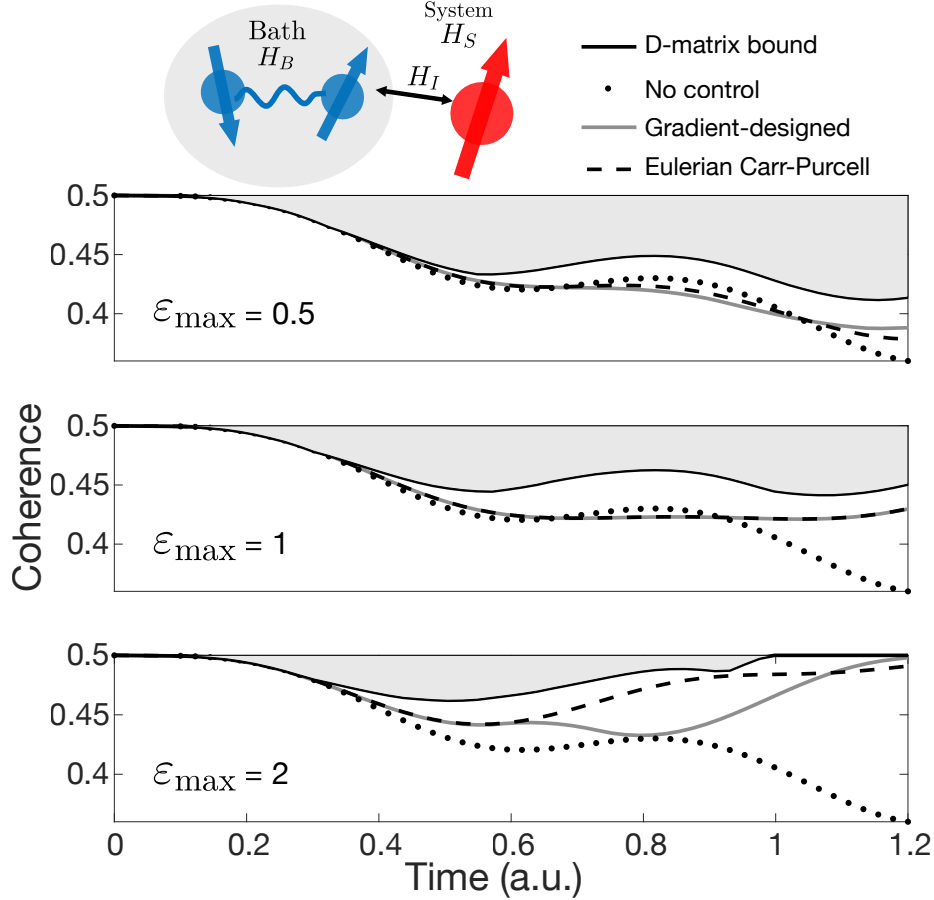 Bath
H_B
H_I
System
H_S
D-matrix bound
No control
Gradient-designed
Eulerian Carr-Purcell
0.5
0.45
0.4
ε_max = 0.5
0.5
0.45
0.4
ε_max = 1
0.5
0.45
0.4
ε_max = 2
Coherence
0 0.2 0.4 0.6 0.8 1 1.2
Time (a.u.)